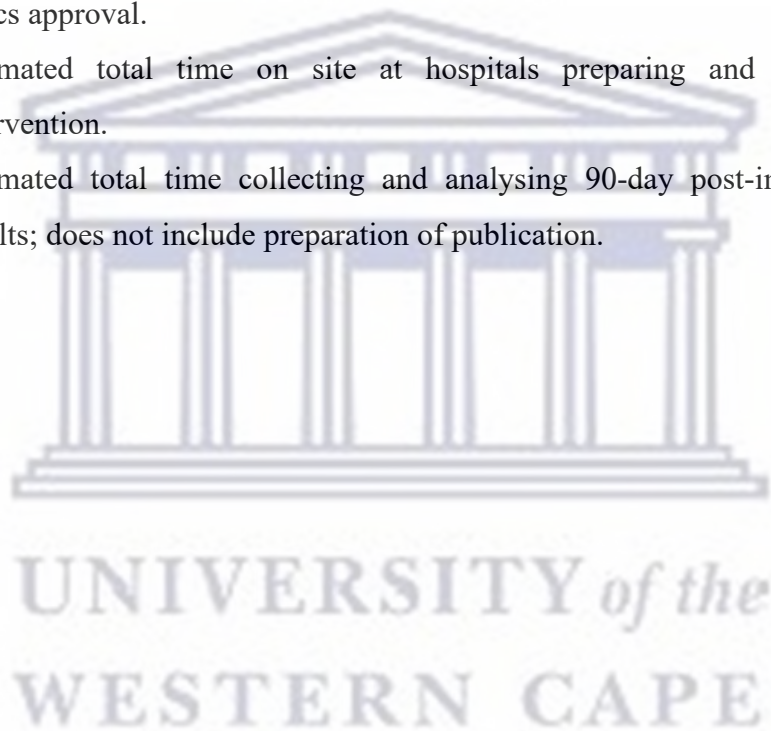 cs approval.
mated total time on site at hospitals preparing and
rvention.
mated total time collecting and analysing 90-day post-in
lts; does not include preparation of publication.
UNIVERSITY of the
WESTERN CAPE